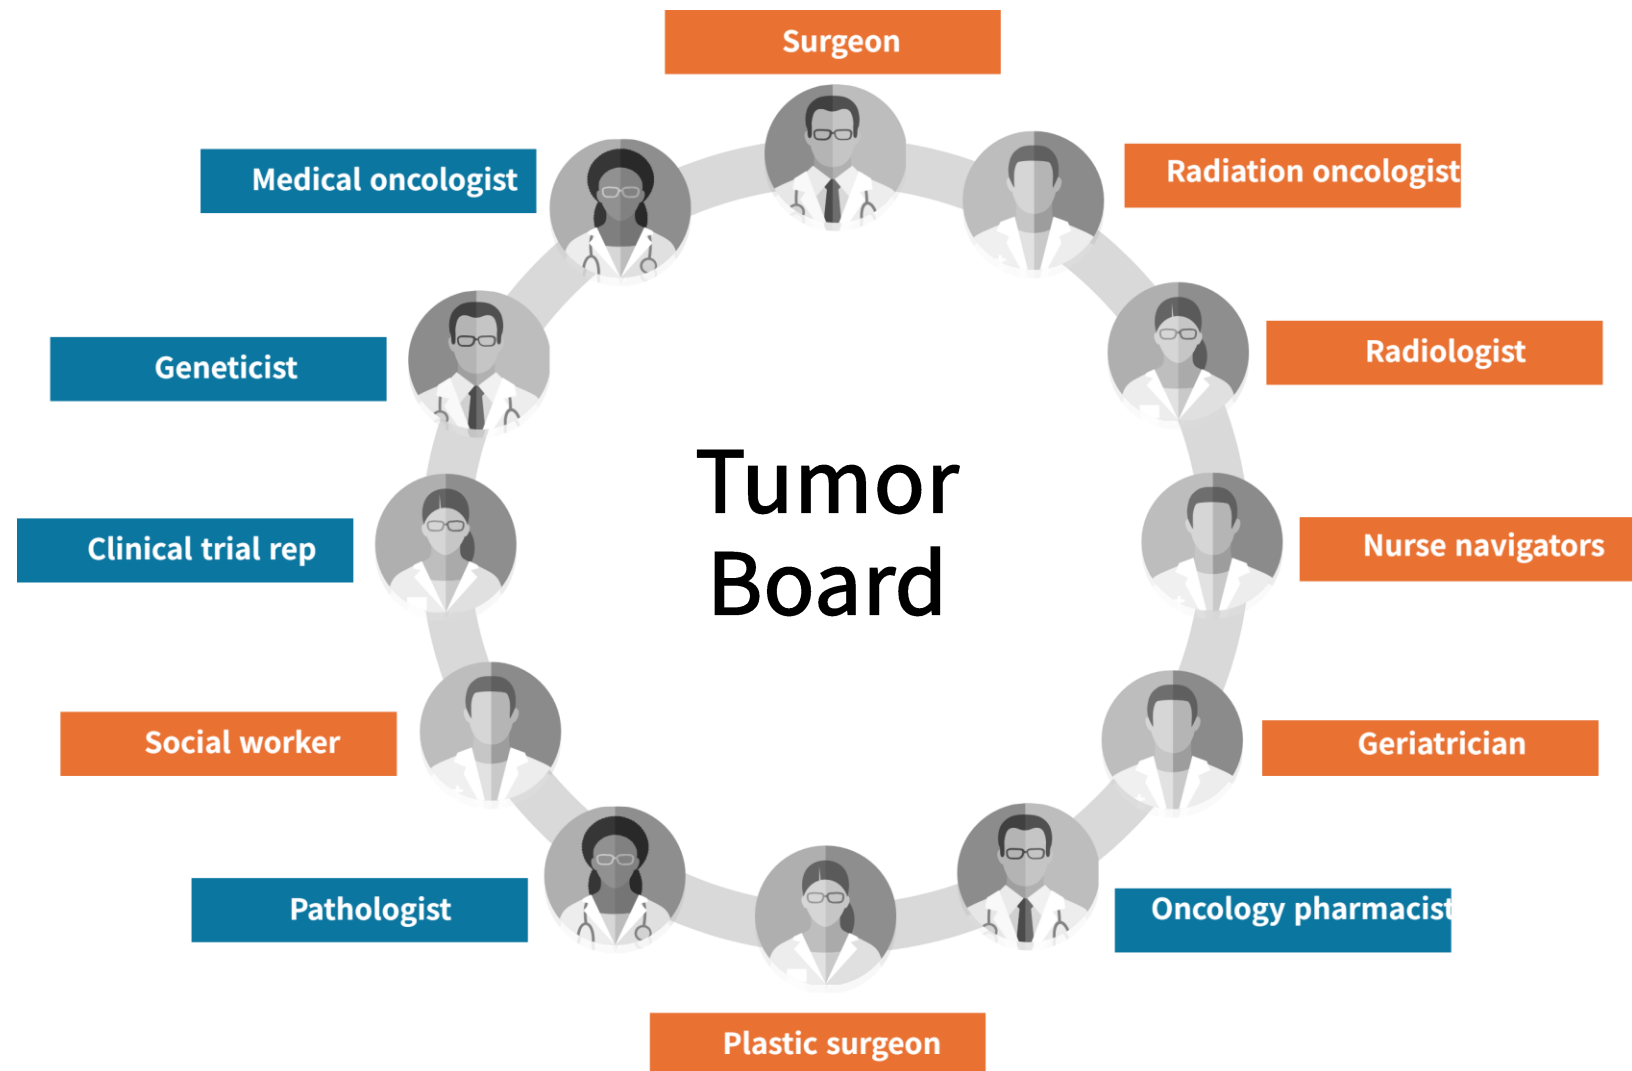 Surgeon
Medical oncologist
Radiation oncologist
Geneticist
Radiologist
Tumor
Board
Clinical trial rep
Nurse navigators
Social worker
Geriatrician
Pathologist
Oncology pharmacist
Plastic surgeon